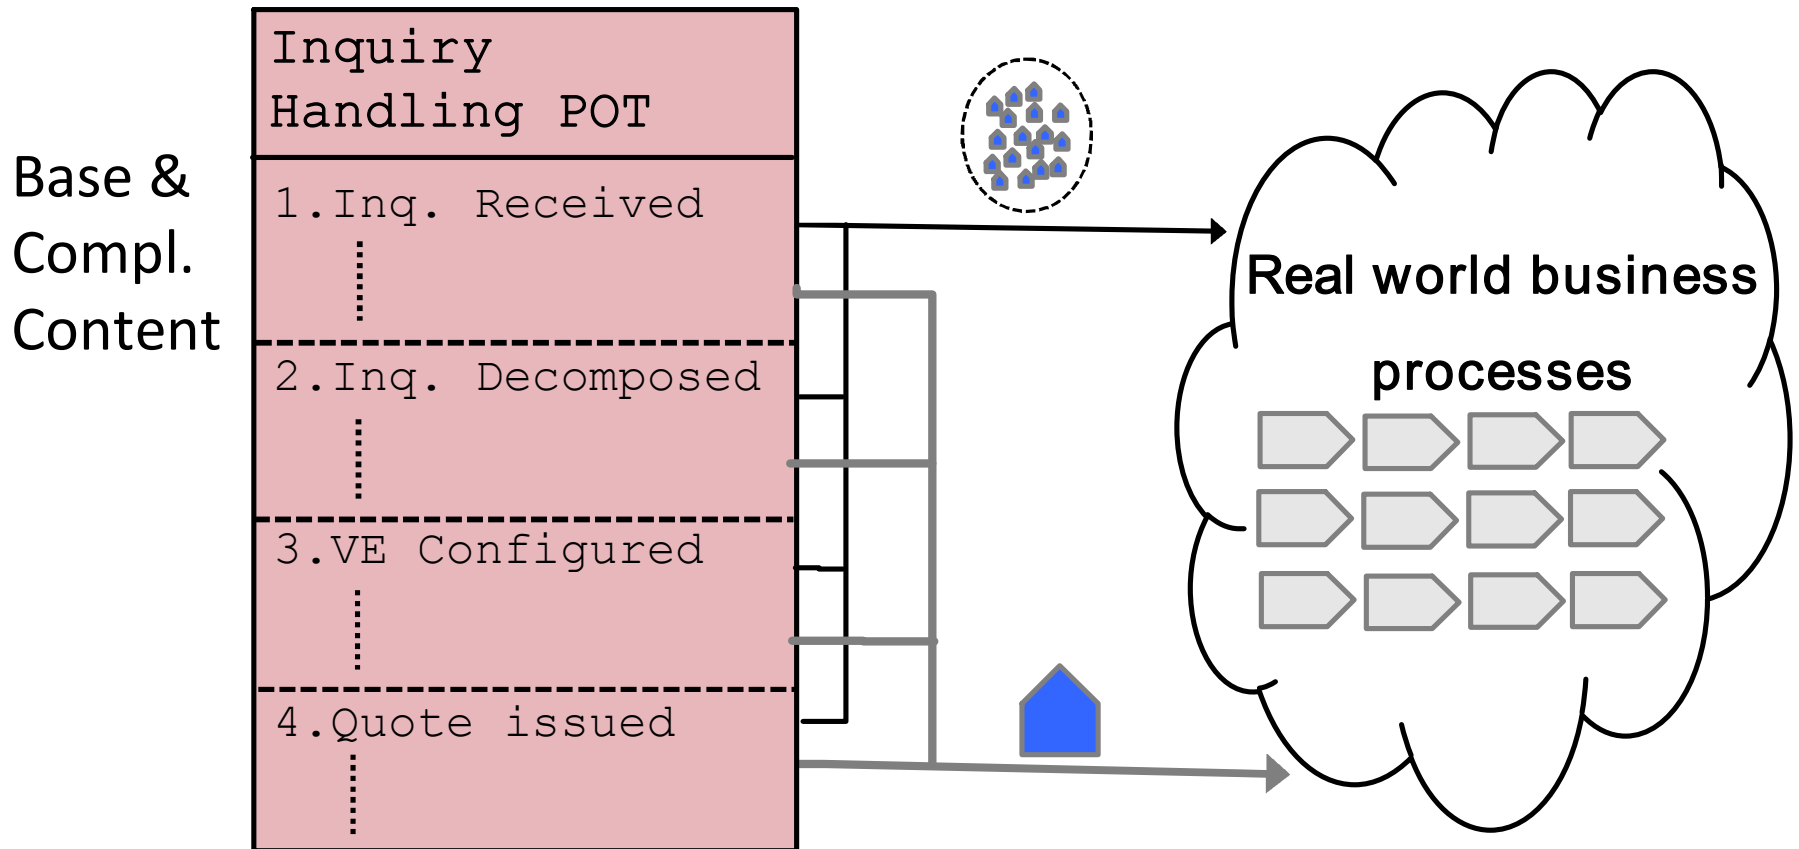 Inquiry
Handling POT
Base &
Compl.
Content
1.Inq. Received
2.Inq. Decomposed
3.VE Configured
4.Quote issued
Real world business
processes